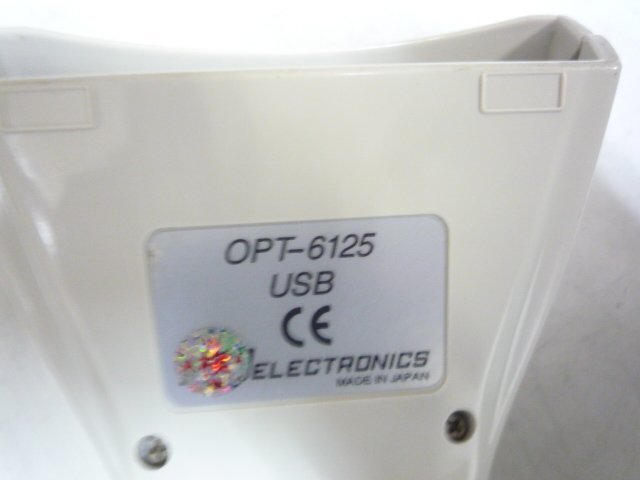 OPT-6125
USB
CE
ELECTRONICS
MADE IN JAPAN